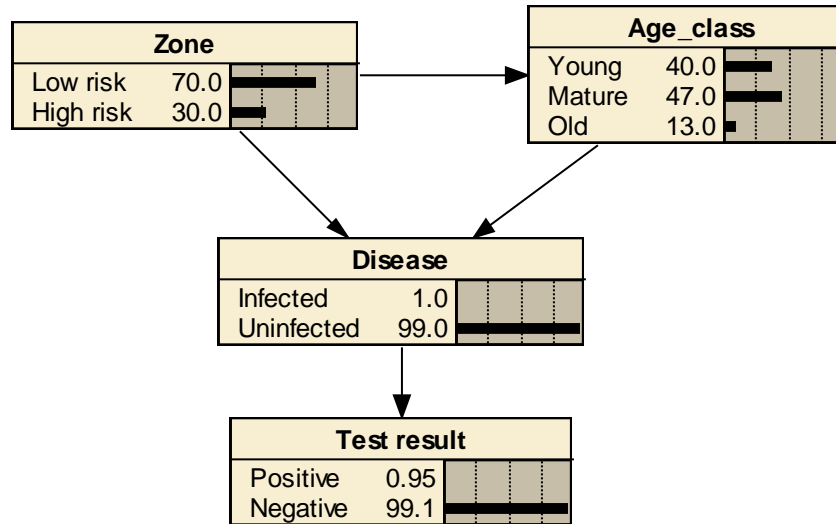 Zone
Low risk 70.0
High risk 30.0
Age_class
Young 40.0
Mature 47.0
Old 13.0
Disease
Infected 1.0
Uninfected 99.0
Test result
Positive 0.95
Negative 99.1